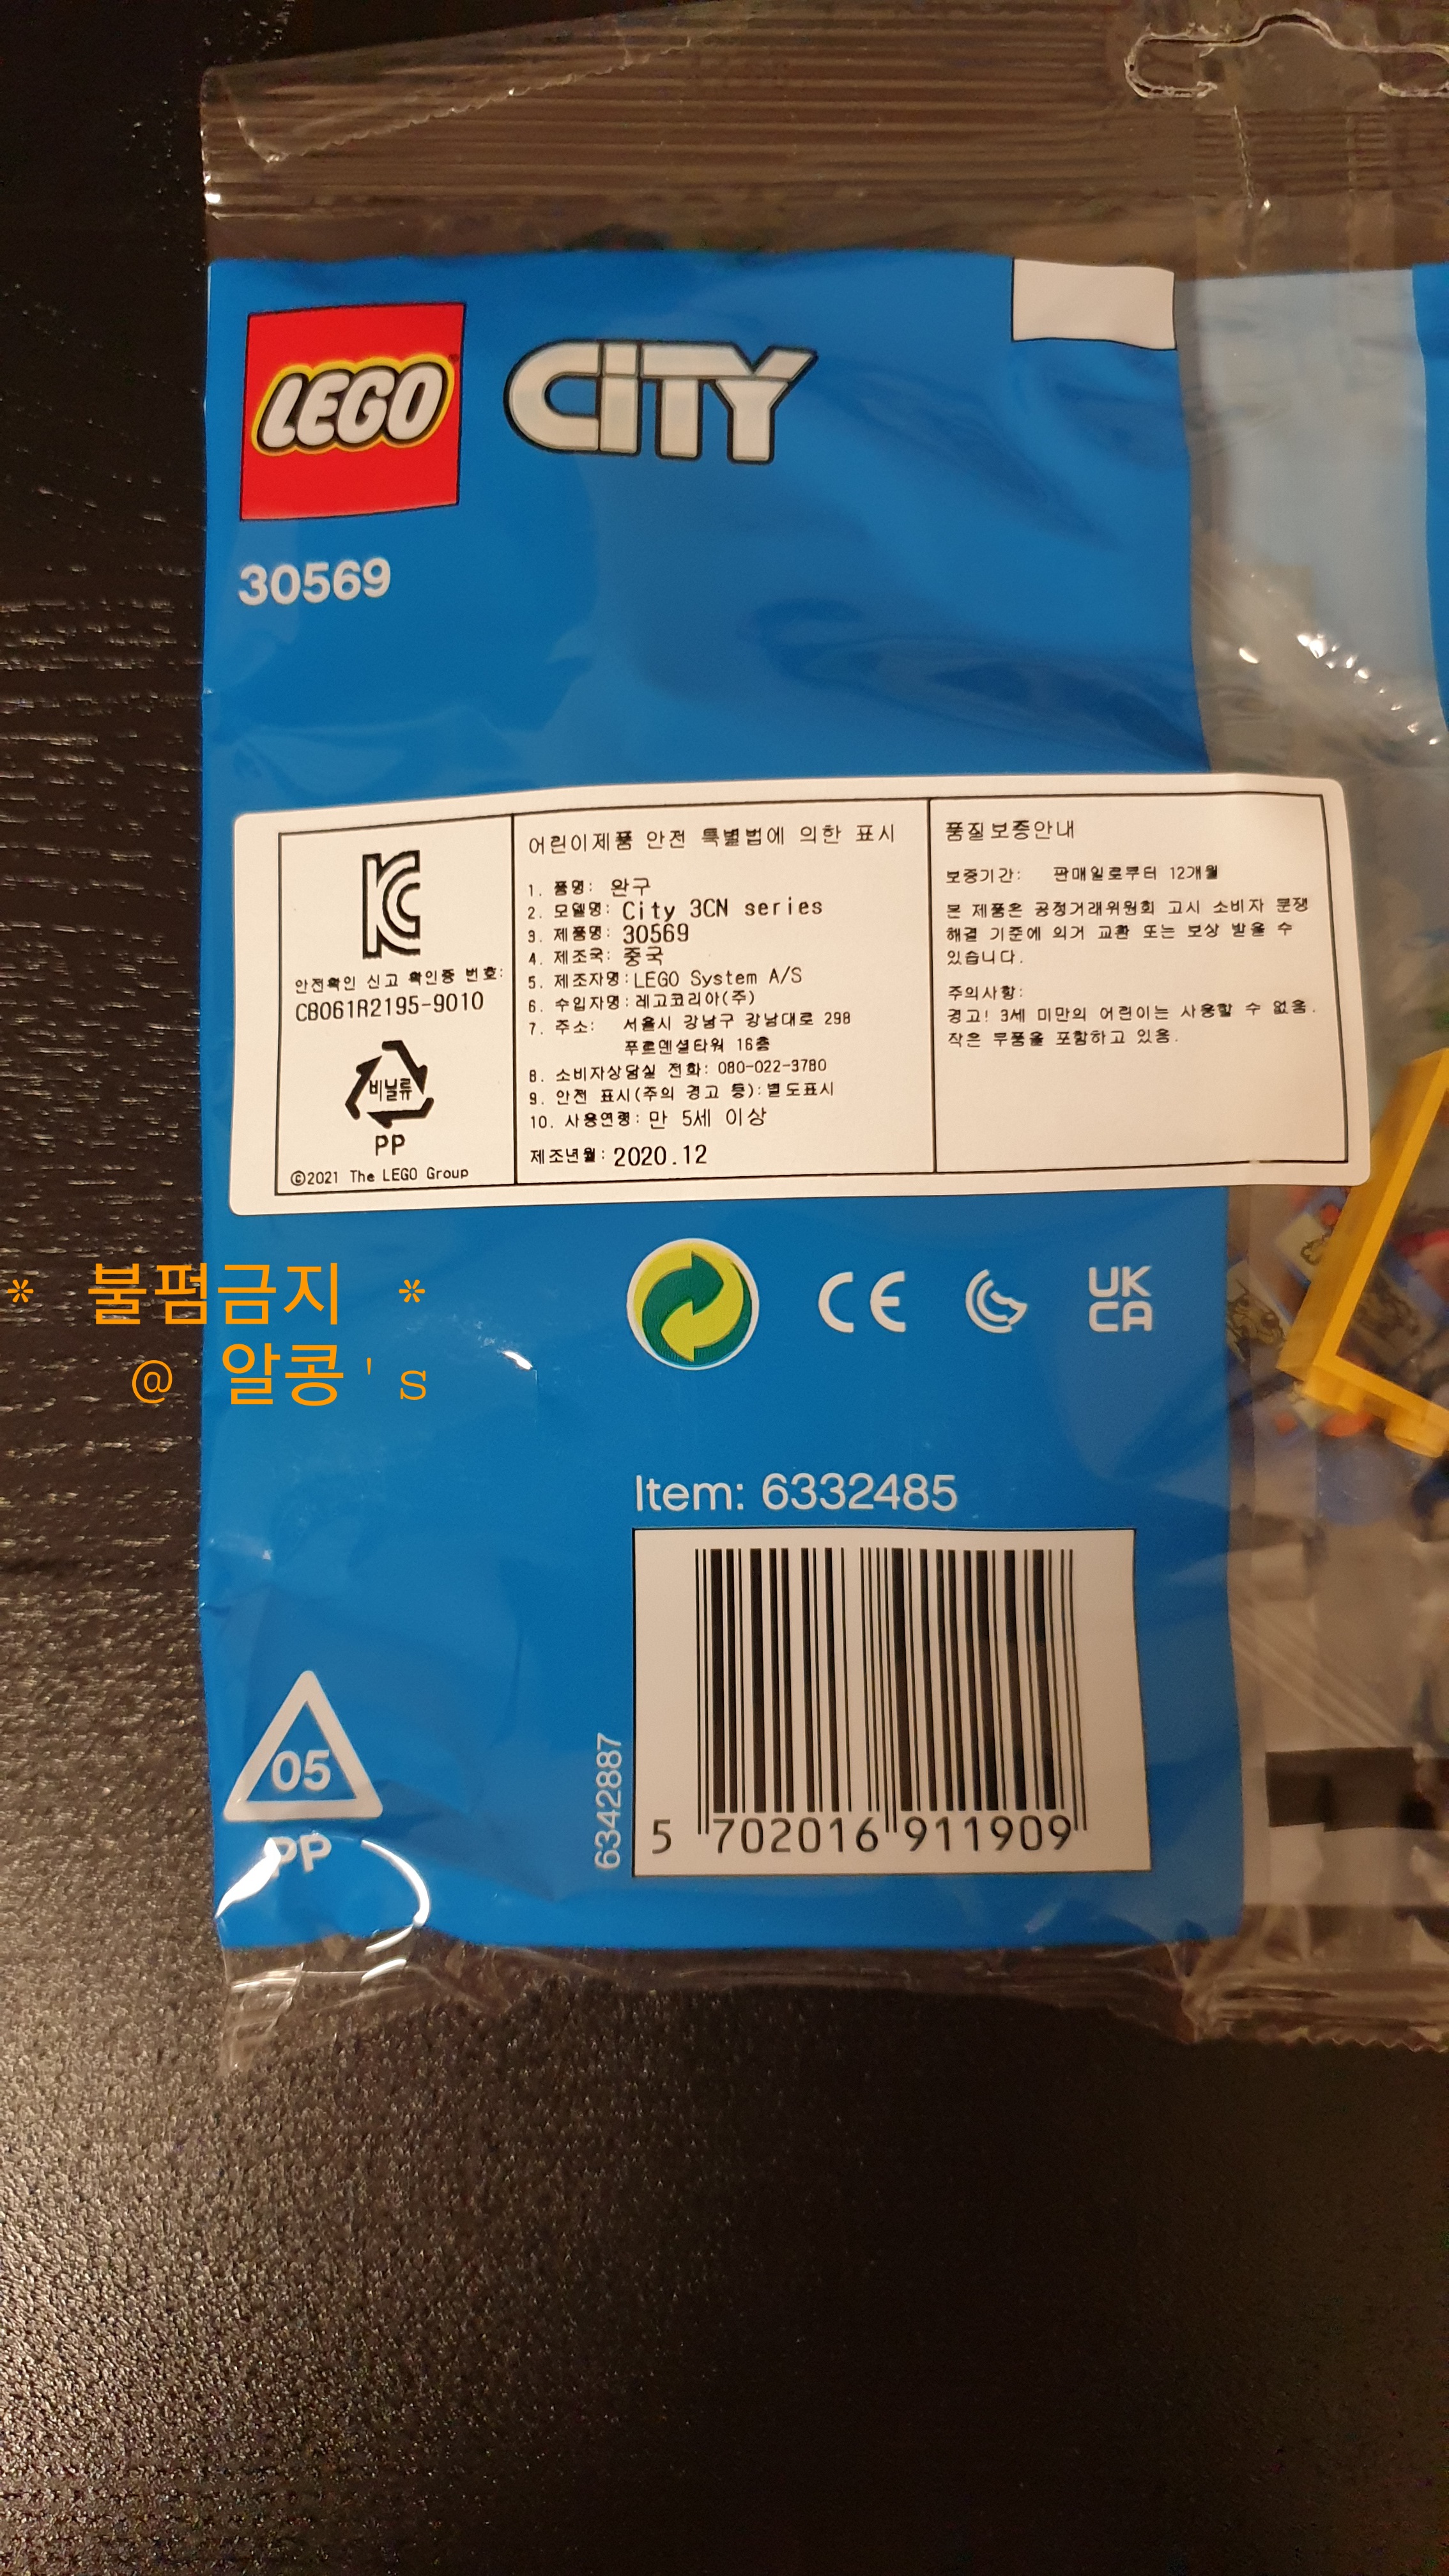 LEGO
CITY
30569
안전확인 신고 확인증 번호:
CB061R2195-9010
비닐류
PP
©2021 The LEGO Group
어린이제품 안전 특별법에 의한 표시
1. 품명: 완구
2. 모델명: City 3CN series
3. 제품명: 30569
4. 제조국: 중국
5. 제조자명: LEGO System A/S
6. 수입자명: 레고코리아(주)
7. 주소: 서울시 강남구 강남대로 298
푸르덴셜타워 16층
8. 소비자상담실 전화: 080-022-3780
9. 안전 표시(주의 경고 등): 별도표시
10. 사용연령: 만 5세 이상
제조년월: 2020.12
품질보증안내
보증기간: 판매일로부터 12개월
본 제품은 공정거래위원회 고시 소비자 분쟁
해결 기준에 의거 교환 또는 보상 받을 수
있습니다.
주의사항:
경고! 3세 미만의 어린이는 사용할 수 없음.
작은 부품을 포함하고 있음.
* 불펌금지 *
@ 알콩's
CE
UK
CA
Item: 6332485
6342887
5 702016 911909
05
PP